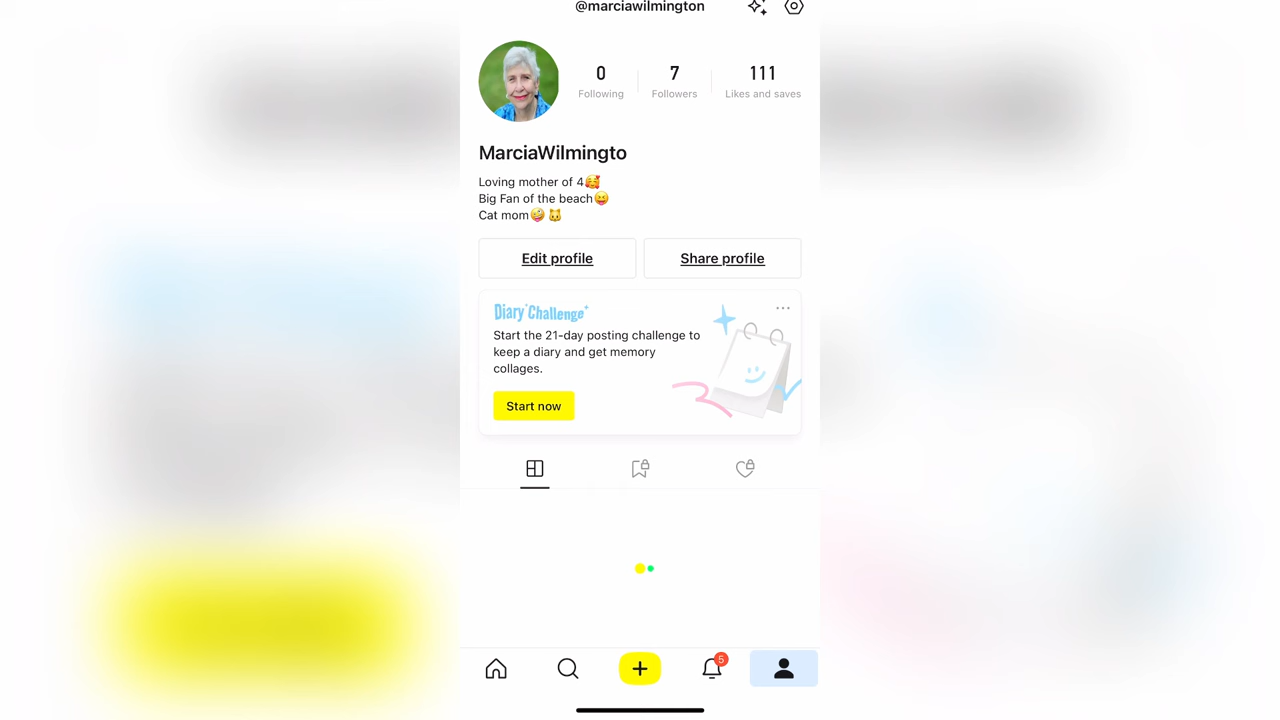 @marciawilmington
0
7
111
Following
Followers
Likes and saves
MarciaWilmingto
Loving mother of 4🥰
Big Fan of the beach😛
Cat mom🤪 🐱
Edit profile
Share profile
Diary Challenge
Start the 21-day posting challenge to
keep a diary and get memory
collages.
Start now
5